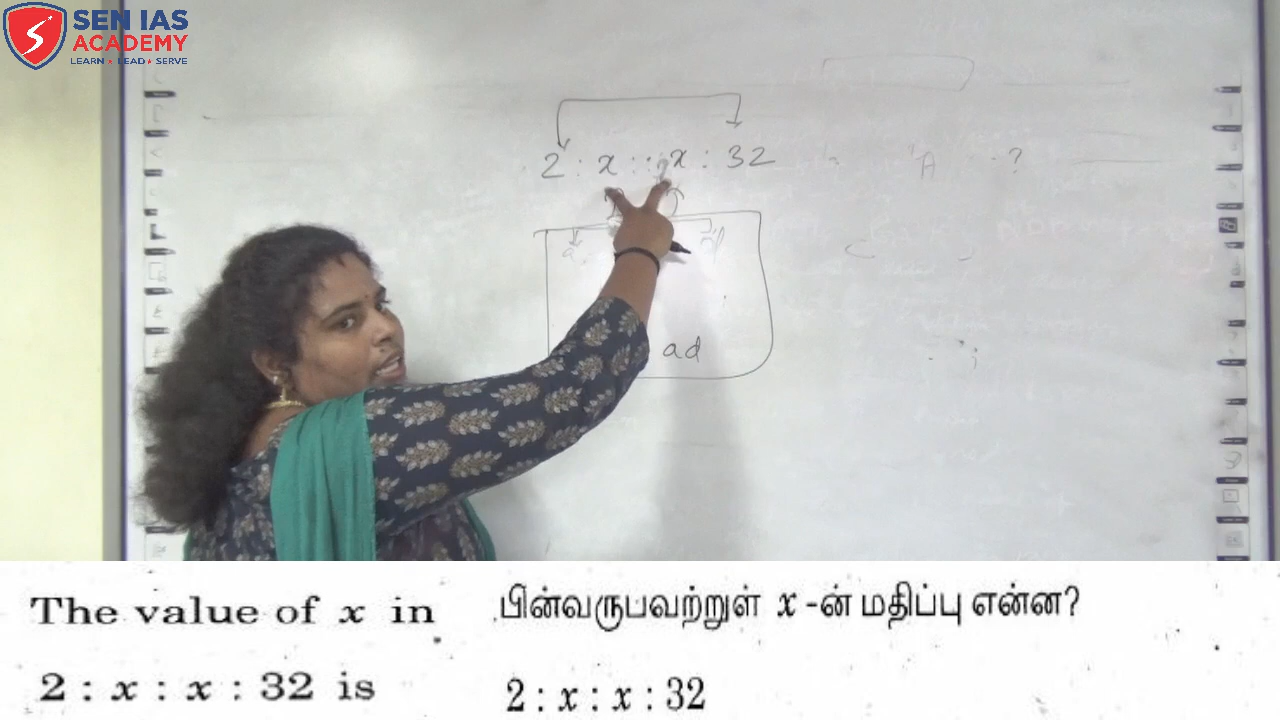 SEN IAS
ACADEMY
LEARN ★ LEAD ★ SERVE
2 : x :: x : 32
A ?
a d
ad
The value of x in
2 : x : x : 32 is
பின்வருபவற்றுள் x -ன் மதிப்பு என்ன?
2 : x : x : 32